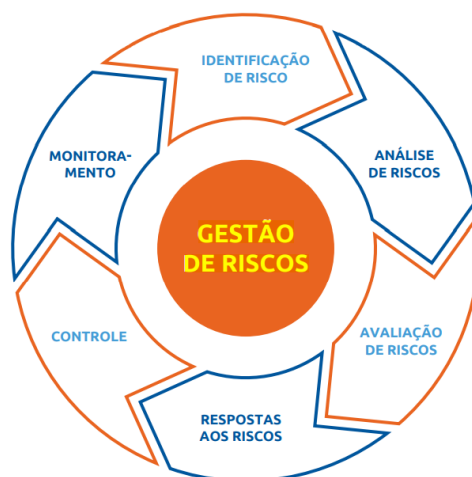 IDENTIFICAÇÃO
DE RISCO
ANÁLISE
DE RISCOS
AVALIAÇÃO
DE RISCOS
RESPOSTAS
AOS RISCOS
CONTROLE
MONITORA-
MENTO
GESTÃO
DE RISCOS